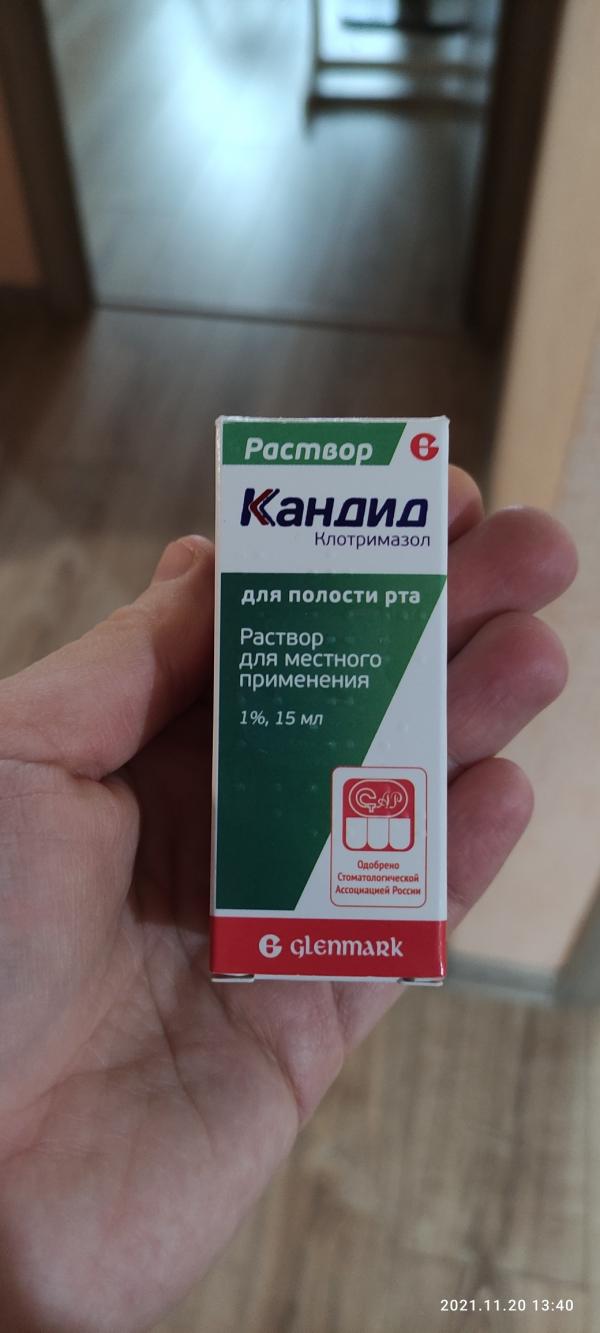 Раствор
Кандид
Клотримазол
для полости рта
Раствор
для местного
применения
1%, 15 мл
СтАР
Одобрено
Стоматологической
Ассоциацией России
glenmark
2021.11.20 13:40